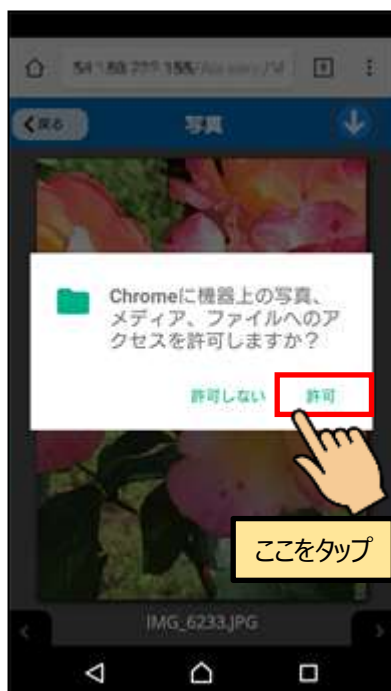 戻る
写真
Chromeに機器上の写真、
メディア、ファイルへのア
クセスを許可しますか？
許可しない
許可
ここをタップ
IMG_6233.JPG